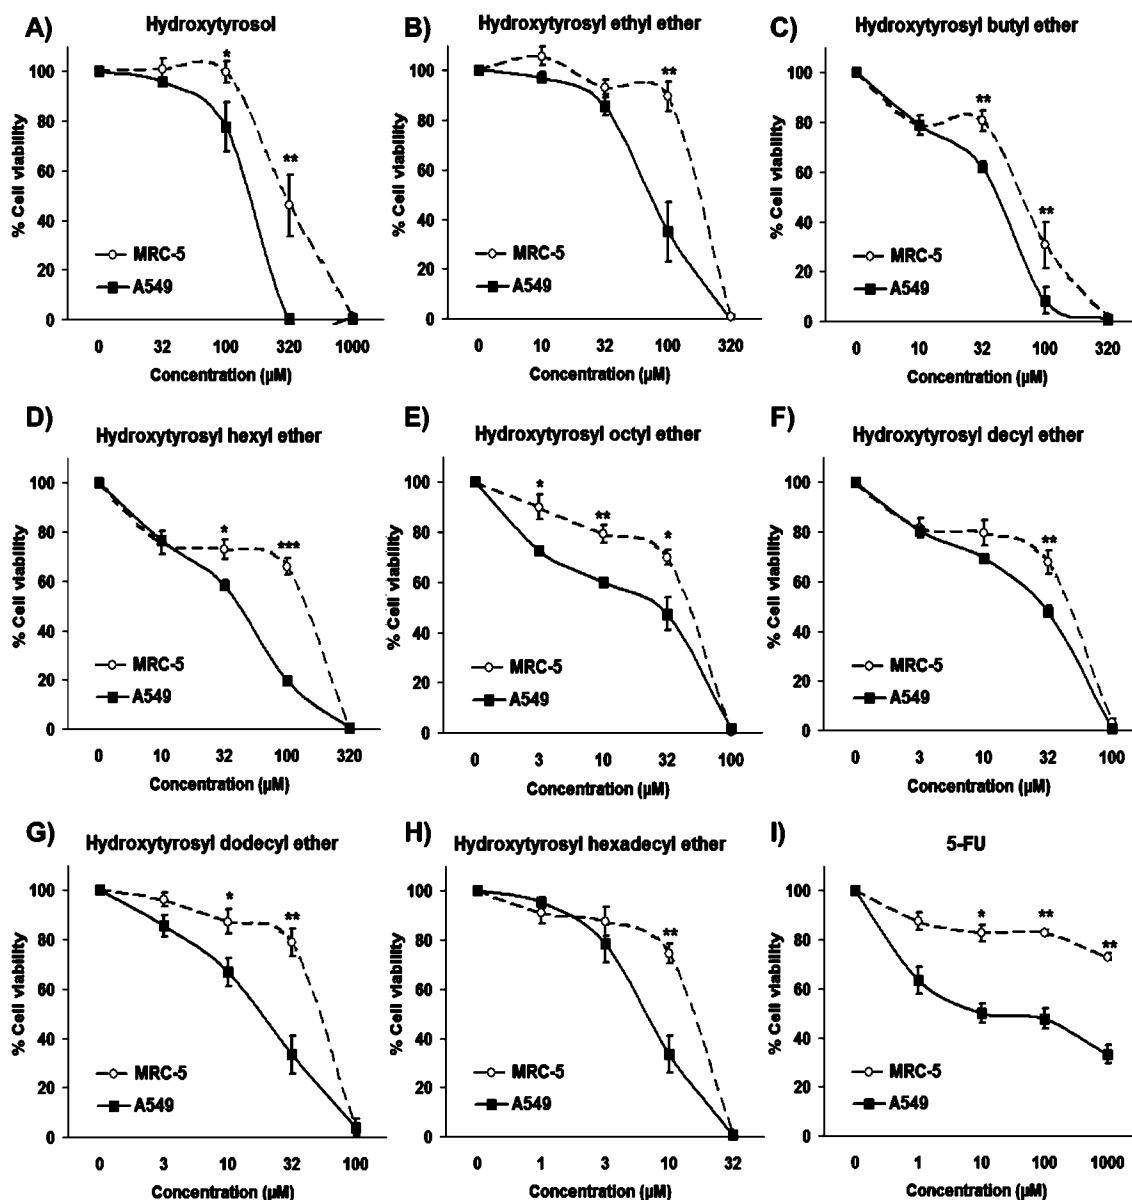 A) Hydroxytyrosol
% Cell viability
100
80
60
40
20
0
* **
MRC-5
A549
0 32 100 320 1000
Concentration (µM)
B) Hydroxytyrosyl ethyl ether
% Cell viability
100
80
60
40
20
0
* **
MRC-5
A549
0 10 32 100 320
Concentration (µM)
C) Hydroxytyrosyl butyl ether
% Cell viability
100
80
60
40
20
0
** **
MRC-5
A549
0 10 32 100 320
Concentration (µM)
D) Hydroxytyrosyl hexyl ether
% Cell viability
100
80
60
40
20
0
* ***
MRC-5
A549
0 10 32 100 320
Concentration (µM)
E) Hydroxytyrosyl octyl ether
% Cell viability
100
80
60
40
20
0
* ** *
MRC-5
A549
0 3 10 32 100
Concentration (µM)
F) Hydroxytyrosyl decyl ether
% Cell viability
100
80
60
40
20
0
**
MRC-5
A549
0 3 10 32 100
Concentration (µM)
G) Hydroxytyrosyl dodecyl ether
% Cell viability
100
80
60
40
20
0
* **
MRC-5
A549
0 3 10 32 100
Concentration (µM)
H) Hydroxytyrosyl hexadecyl ether
% Cell viability
100
80
60
40
20
0
**
MRC-5
A549
0 1 3 10 32
Concentration (µM)
I) 5-FU
% Cell viability
100
80
60
40
20
0
* ** **
MRC-5
A549
0 1 10 100 1000
Concentration (µM)